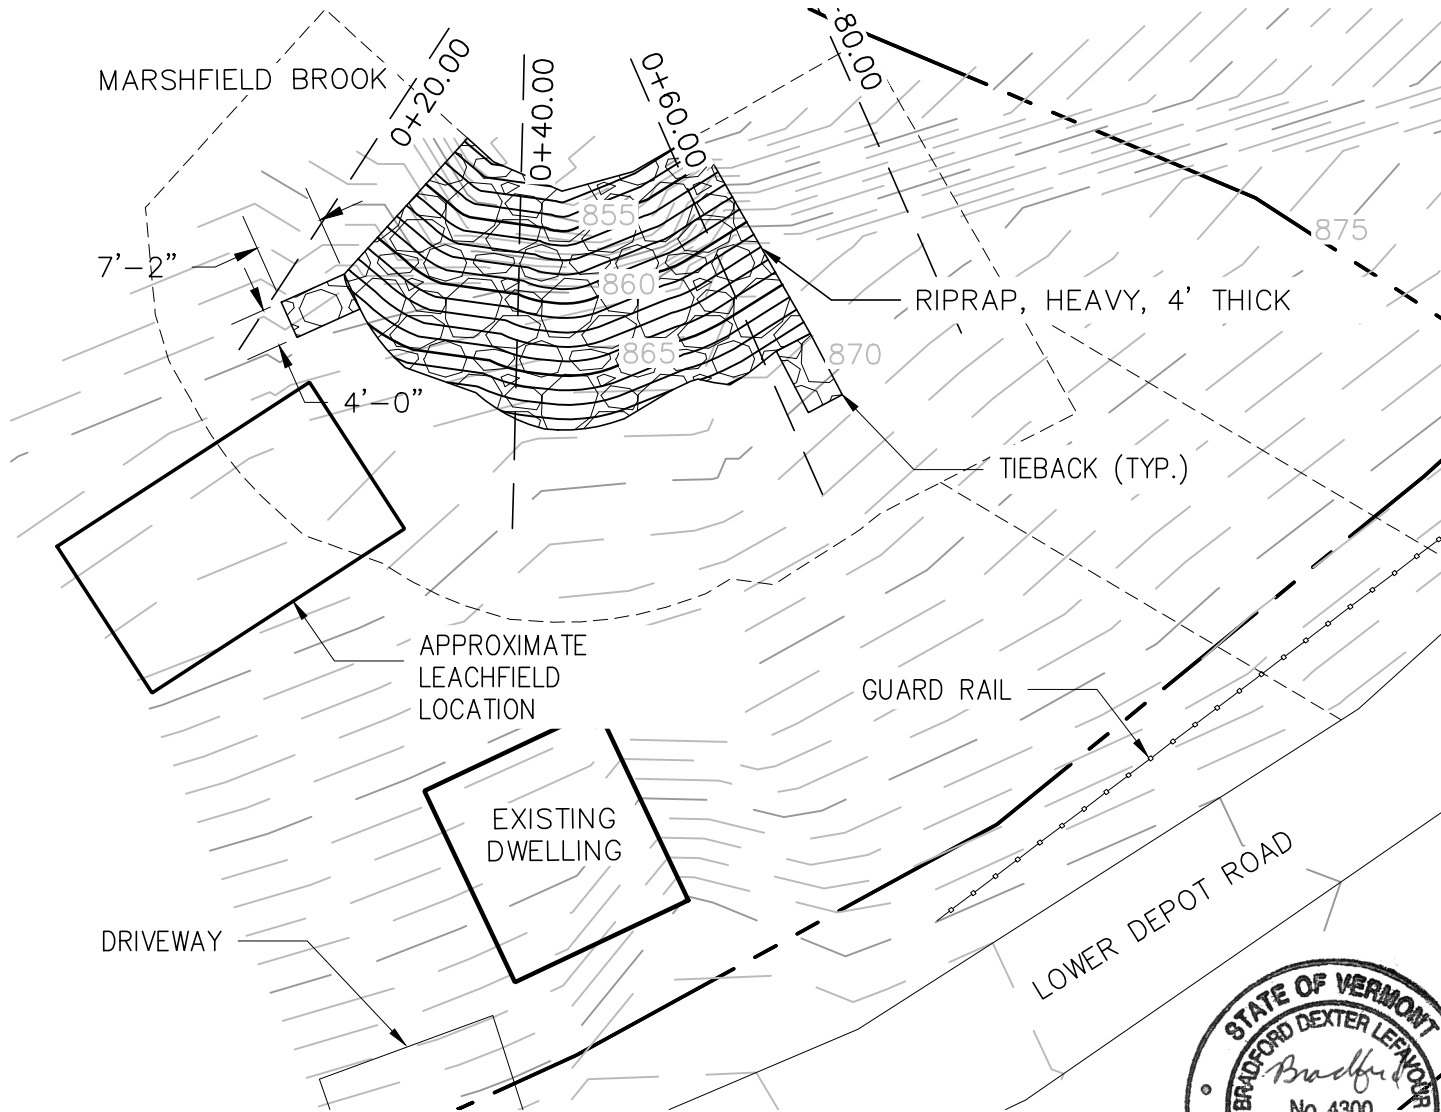 MARSHFIELD BROOK
0+20.00
0+40.00
0+60.00
80.00
855
875
7'-2"
860
RIPRAP, HEAVY, 4' THICK
865
870
4'-0"
TIEBACK (TYP.)
APPROXIMATE
LEACHFIELD
LOCATION
GUARD RAIL
EXISTING
DWELLING
DRIVEWAY
LOWER DEPOT ROAD
STATE OF VERMONT
BRADFORD DEXTER LEFAVOUR
Bradford
No. 4300